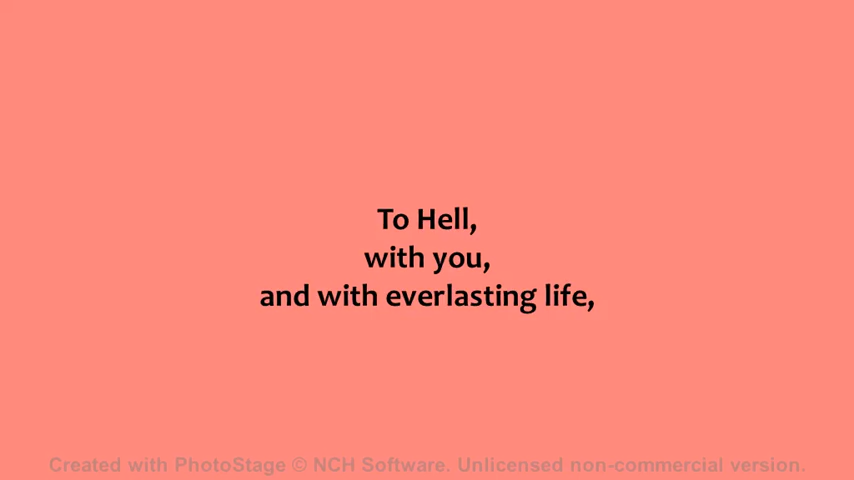 To Hell,
with you,
and with everlasting life,
Created with PhotoStage © NCH Software. Unlicensed non-commercial version.